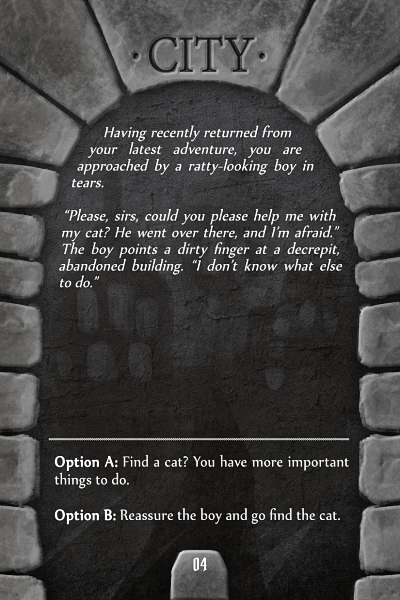 · CITY ·
Having recently returned from
your latest adventure, you are
approached by a ratty-looking boy in
tears.
“Please, sirs, could you please help me with
my cat? He went over there, and I’m afraid.”
The boy points a dirty finger at a decrepit,
abandoned building. “I don’t know what else
to do.”
Option A: Find a cat? You have more important
things to do.
Option B: Reassure the boy and go find the cat.
04